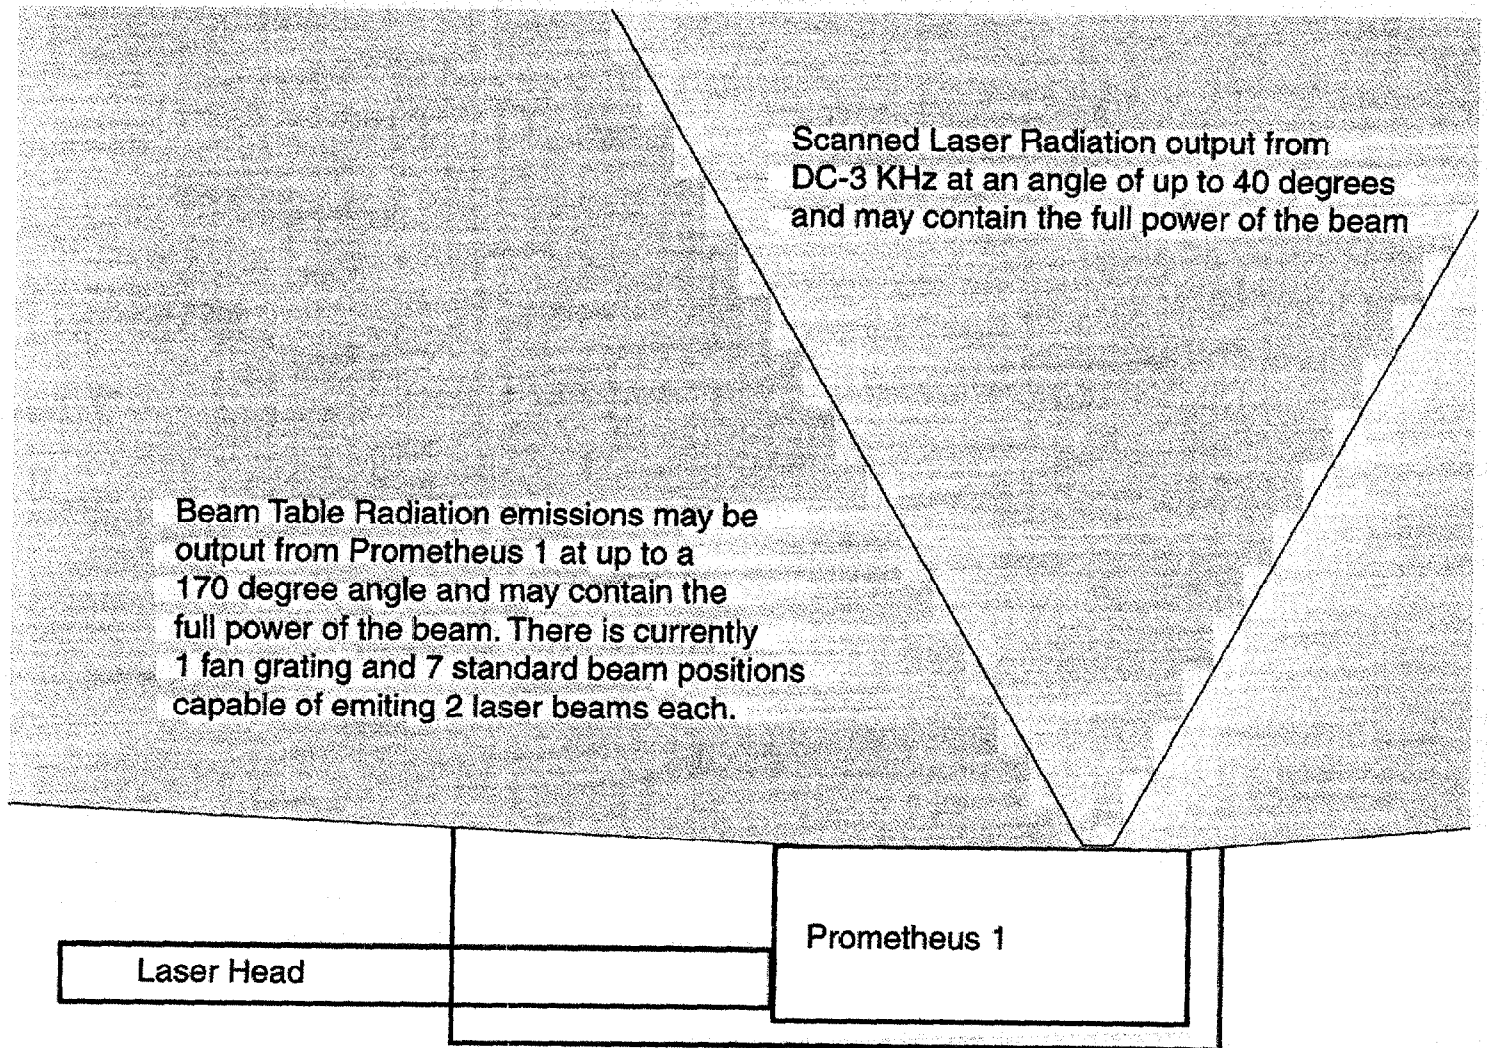 Scanned Laser Radiation output from
DC-3 KHz at an angle of up to 40 degrees
and may contain the full power of the beam
Beam Table Radiation emissions may be
output from Prometheus 1 at up to a
170 degree angle and may contain the
full power of the beam. There is currently
1 fan grating and 7 standard beam positions
capable of emiting 2 laser beams each.
Prometheus 1
Laser Head